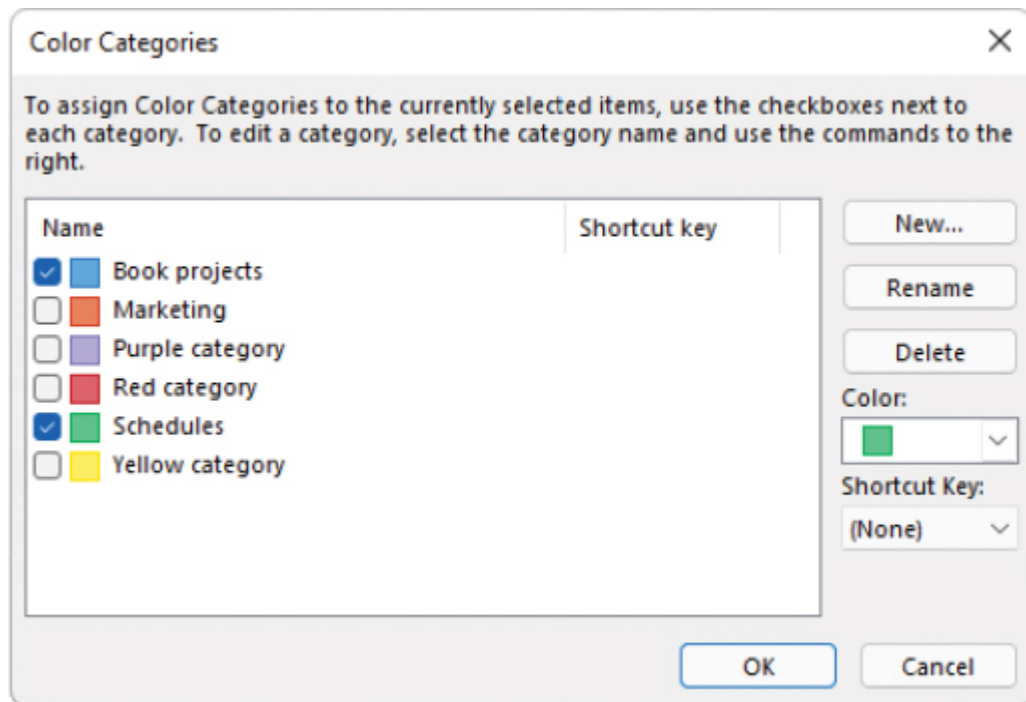 Color Categories
To assign Color Categories to the currently selected items, use the checkboxes next to
each category.  To edit a category, select the category name and use the commands to the
right.
Name Shortcut key
Book projects
Marketing
Purple category
Red category
Schedules
Yellow category
New...
Rename
Delete
Color:
Shortcut Key:
(None)
OK Cancel